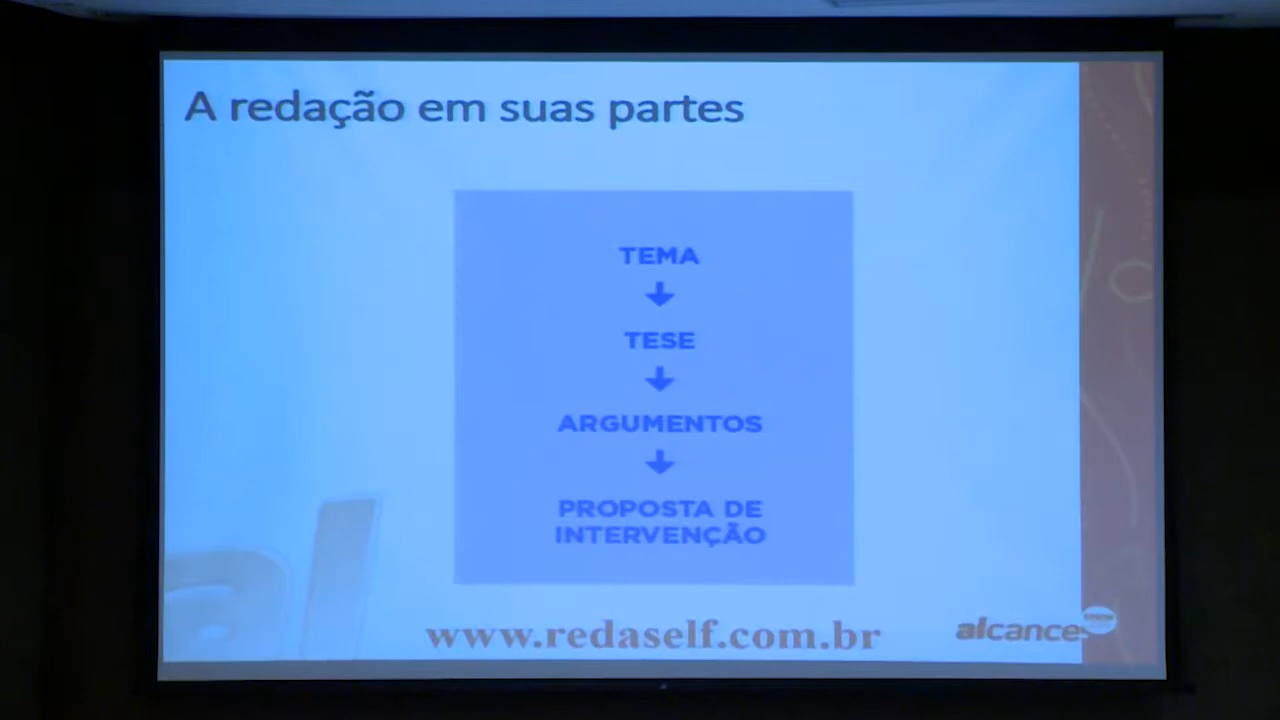 A redação em suas partes
TEMA
TESE
ARGUMENTOS
PROPOSTA DE
INTERVENÇÃO
www.redaself.com.br
alcance